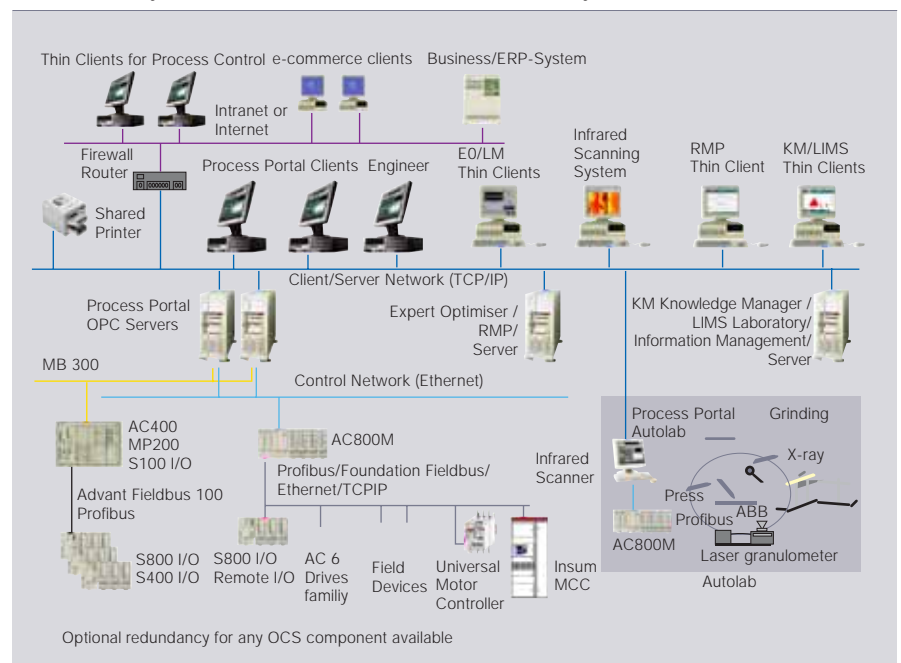 Thin Clients for Process Control
e-commerce clients
Business/ERP-System
Intranet or
Internet
Firewall
Router
Process Portal Clients
Engineer
E0/LM
Thin Clients
Infrared
Scanning
System
RMP
Thin Client
KM/LIMS
Thin Clients
Shared
Printer
Client/Server Network (TCP/IP)
Process Portal
OPC Servers
Expert Optimiser /
RMP/
Server
KM Knowledge Manager /
LIMS Laboratory/
Information Management/
Server
MB 300
Control Network (Ethernet)
AC400
MP200
S100 I/O
AC800M
Profibus/Foundation Fieldbus/
Ethernet/TCPIP
Infrared
Scanner
Process Portal
Autolab
Grinding
X-ray
Press
ABB
Profibus
AC800M
Laser granulometer
Autolab
Advant Fieldbus 100
Profibus
S800 I/O
S400 I/O
S800 I/O
Remote I/O
AC 6
Drives
familiy
Field
Devices
Universal
Motor
Controller
Insum
MCC
Optional redundancy for any OCS component available